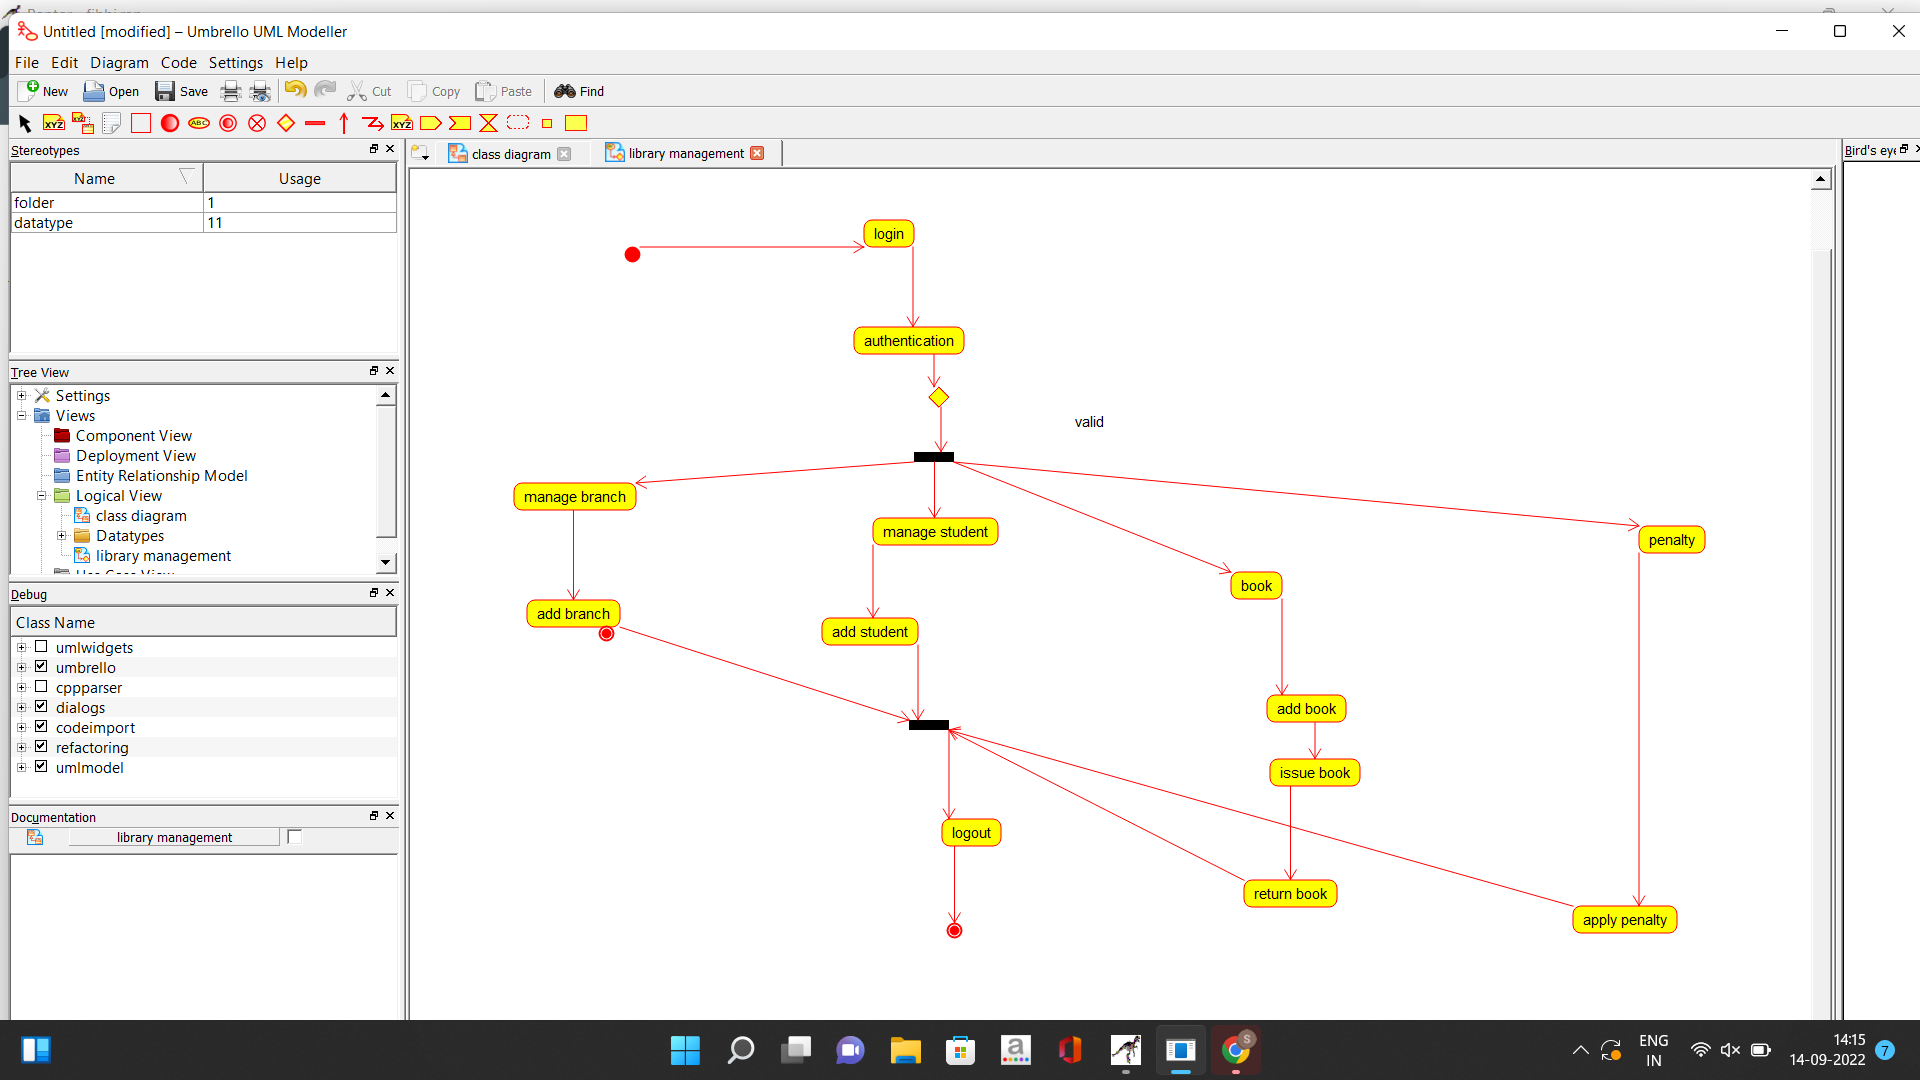 Untitled [modified] – Umbrello UML Modeller
File Edit Diagram Code Settings Help
New Open Save Cut Copy Paste Find
XYZ ABC XYZ
Stereotypes
Name Usage
folder 1
datatype 11
Tree View
Settings
Views
Component View
Deployment View
Entity Relationship Model
Logical View
class diagram
Datatypes
library management
Debug
Class Name
umlwidgets
umbrello
cppparser
dialogs
codeimport
refactoring
umlmodel
Documentation
library management
class diagram library management
Bird's eye
login
authentication
valid
manage branch
manage student
penalty
book
add branch
add student
add book
issue book
logout
return book
apply penalty
a
S
ENG
IN
14:15
14-09-2022
7